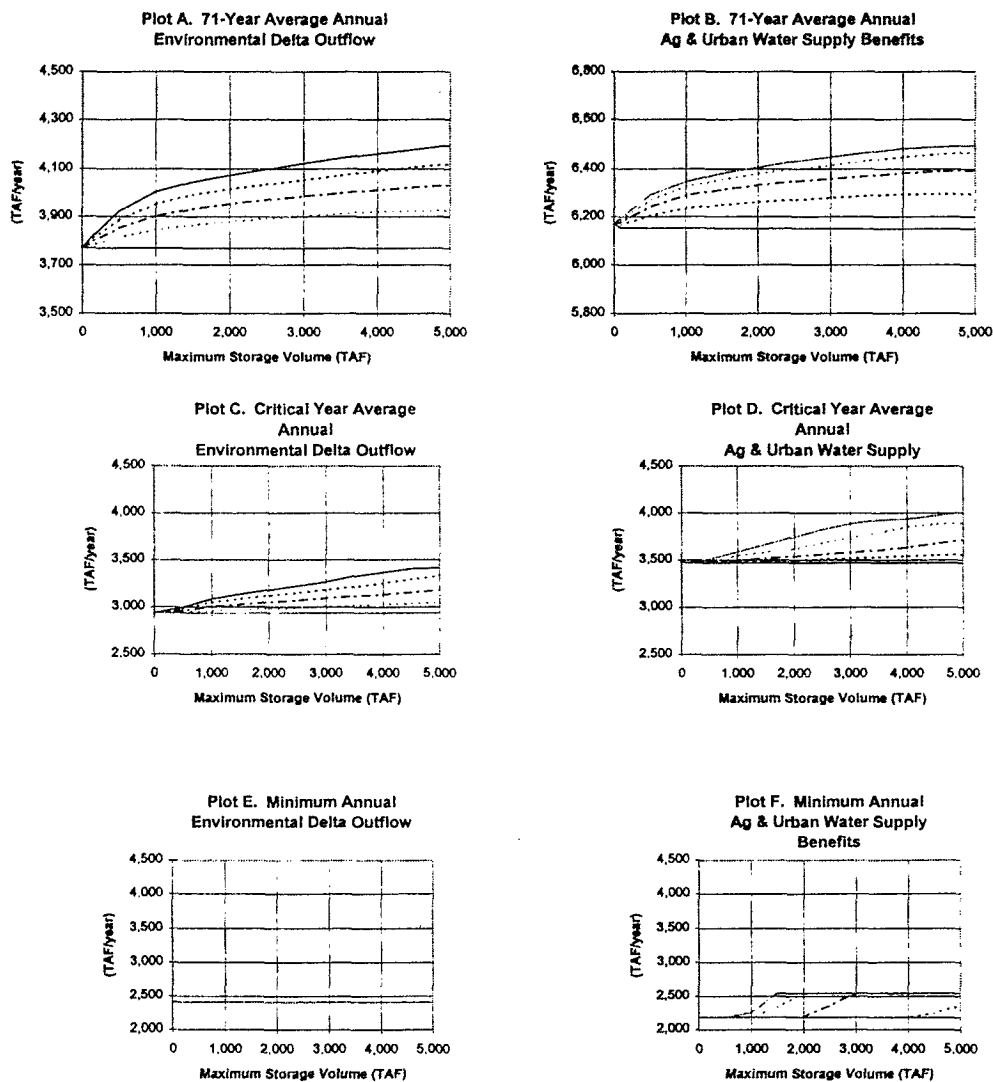 Plot A. 71-Year Average Annual
Environmental Delta Outflow
4,500
4,300
4,100
3,900
3,700
3,500
(TAF/year)
0 1,000 2,000 3,000 4,000 5,000
Maximum Storage Volume (TAF)
Plot B. 71-Year Average Annual
Ag & Urban Water Supply Benefits
6,800
6,600
6,400
6,200
6,000
5,800
(TAF/year)
0 1,000 2,000 3,000 4,000 5,000
Maximum Storage Volume (TAF)
Plot C. Critical Year Average
Annual
Environmental Delta Outflow
4,500
4,000
3,500
3,000
2.500
(TAF/year)
0 1,000 2,000 3,000 4,000 5,000
Maximum Storage Volume (TAF)
Plot D. Critical Year Average
Annual
Ag & Urban Water Supply
4,500
4,000
3,500
3,000
2.500
(TAF/year)
0 1,000 2,000 3,000 4,000 5,000
Maximum Storage Volume (TAF)
Plot E. Minimum Annual
Environmental Delta Outflow
4,500
4,000
3,500
3,000
2,500
2,000
(TAF/year)
0 1,000 2,000 3,000 4,000 5,000
Maximum Storage Volume (TAF)
Plot F. Minimum Annual
Ag & Urban Water Supply
Benefits
4,500
4,000
3,500
3,000
2,500
2,000
(TAF/year)
0 1,000 2,000 3,000 4,000 5,000
Maximum Storage Volume (TAF)